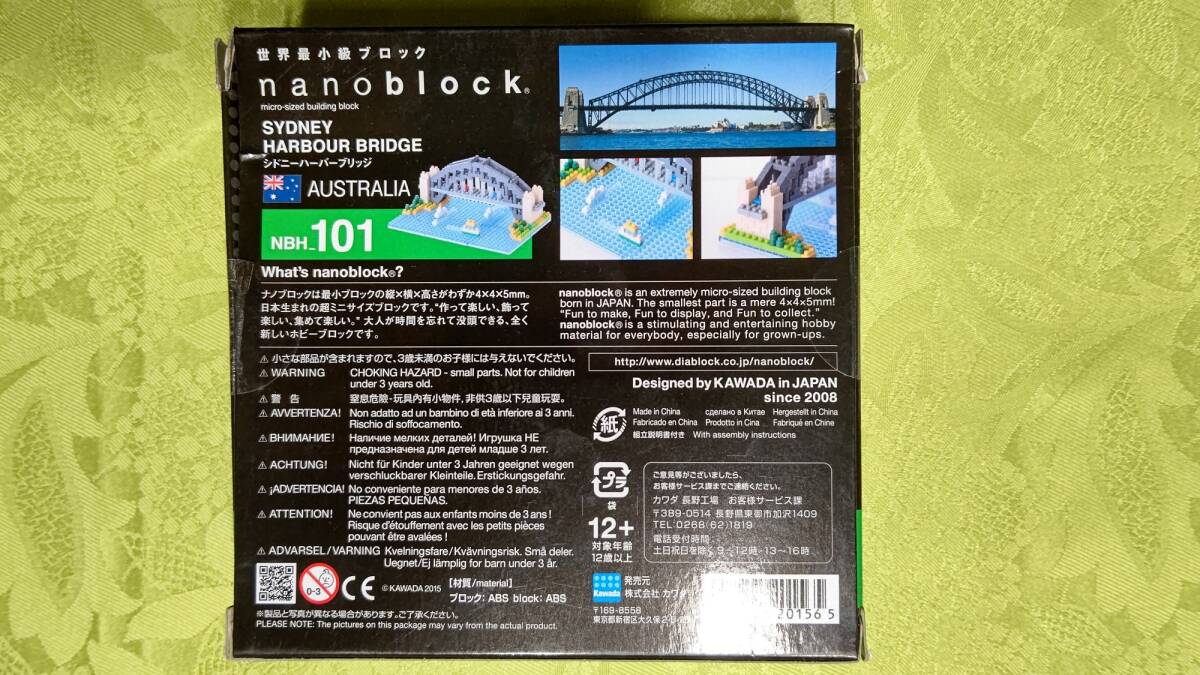 世界最小級ブロック
nanoblock®
micro-sized building block
SYDNEY
HARBOUR BRIDGE
シドニーハーバーブリッジ
AUSTRALIA
NBH_101
What's nanoblock®?
ナノブロックは最小ブロックの縦×横×高さがわずか4×4×5mm。
日本生まれの超ミニサイズブロックです。"作って楽しい、飾って
楽しい、集めて楽しい。" 大人が時間を忘れて没頭できる、全く
新しいホビーブロックです。
nanoblock® is an extremely micro-sized building block
born in JAPAN. The smallest part is a mere 4×4×5mm!
"Fun to make, Fun to display, and Fun to collect."
nanoblock® is a stimulating and entertaining hobby
material for everybody, especially for grown-ups.
⚠ 小さな部品が含まれますので、3歳未満のお子様には与えないでください。
⚠ WARNING CHOKING HAZARD - small parts. Not for children
under 3 years old.
⚠ 警 告 窒息危險-玩具內有小物件, 非供3歲以下兒童玩耍。
⚠ AVVERTENZA! Non adatto ad un bambino di età inferiore ai 3 anni.
Rischio di soffocamento.
⚠ ВНИМАНИЕ! Наличие мелких деталей! Игрушка НЕ
предназначена для детей младше 3 лет.
⚠ ACHTUNG! Nicht für Kinder unter 3 Jahren geeignet wegen
verschluckbarer Kleinteile. Erstickungsgefahr.
⚠ ¡ADVERTENCIA! No conveniente para menores de 3 años.
PIEZAS PEQUEÑAS.
⚠ ATTENTION! Ne convient pas aux enfants moins de 3 ans !
Risque d'étouffement avec les petits pièces
pouvant être avalées !
⚠ ADVARSEL/VARNING Kvelningsfare/Kvävningsrisk. Små deler.
Uegnet/Ej lämplig for barn under 3 år.
0-3
CE
©KAWADA 2015
【材質/material】
ブロック: ABS block: ABS
※製品と写真が異なる場合があります。ご了承ください。
PLEASE NOTE: The pictures on this package may vary from the actual product.
http://www.diablock.co.jp/nanoblock/
Designed by KAWADA in JAPAN
since 2008
紙
Made in China сделано в Китае Hergestellt in China
Fabricado en China Prodotto in Cina Fabriqué en Chine
組立説明書付き With assembly instructions
プラ
袋
12+
対象年齢
12歳以上
ご意見等がございましたら、
お客様サービス課までご連絡ください。
カワダ 長野工場 お客様サービス課
〒389-0514 長野県東御市加沢1409
TEL:0268(62)1819
電話受付時間:
土日祝日を除く 9〜12時・13〜16時
Kawada
発売元
株式会社 カワダ
〒169-8558
東京都新宿区大久保2
20156 5